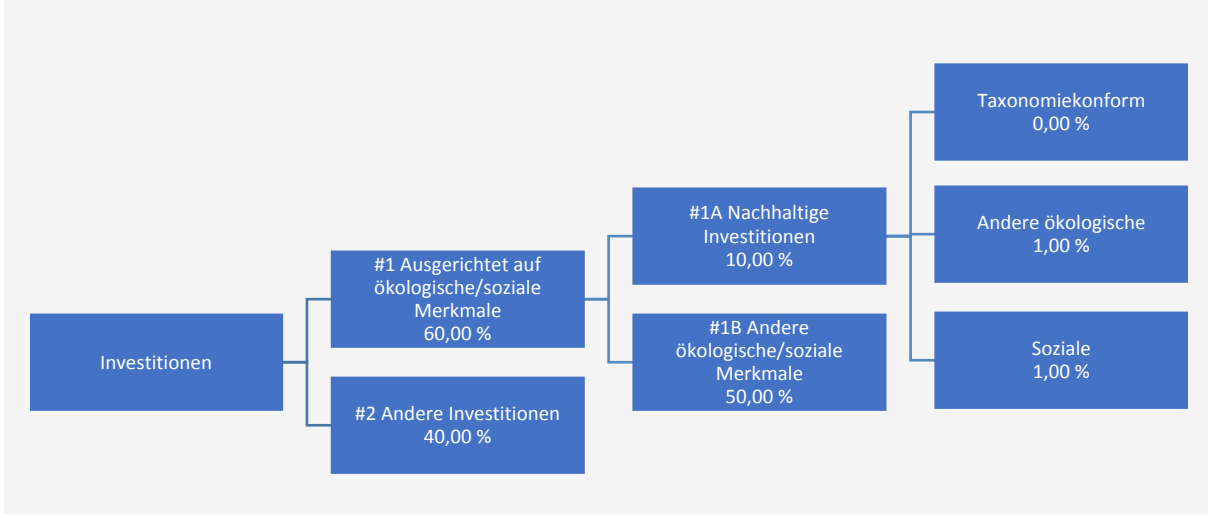 Investitionen
#1 Ausgerichtet auf
ökologische/soziale
Merkmale
60,00 %
#2 Andere Investitionen
40,00 %
#1A Nachhaltige
Investitionen
10,00 %
#1B Andere
ökologische/soziale
Merkmale
50,00 %
Taxonomiekonform
0,00 %
Andere ökologische
1,00 %
Soziale
1,00 %